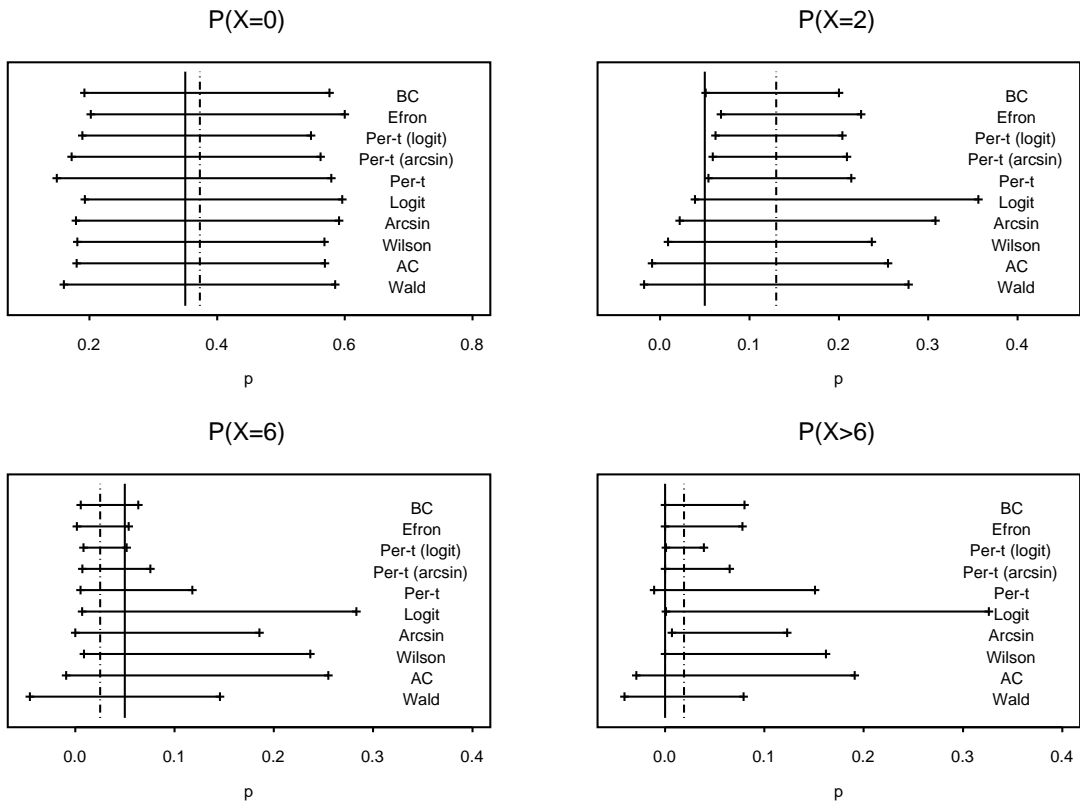 P(X=0)
BC
Efron
Per-t (logit)
Per-t (arcsin)
Per-t
Logit
Arcsin
Wilson
AC
Wald
0.2 0.4 0.6 0.8
p
P(X=2)
BC
Efron
Per-t (logit)
Per-t (arcsin)
Per-t
Logit
Arcsin
Wilson
AC
Wald
0.0 0.1 0.2 0.3 0.4
p
P(X=6)
BC
Efron
Per-t (logit)
Per-t (arcsin)
Per-t
Logit
Arcsin
Wilson
AC
Wald
0.0 0.1 0.2 0.3 0.4
p
P(X>6)
BC
Efron
Per-t (logit)
Per-t (arcsin)
Per-t
Logit
Arcsin
Wilson
AC
Wald
0.0 0.1 0.2 0.3 0.4
p